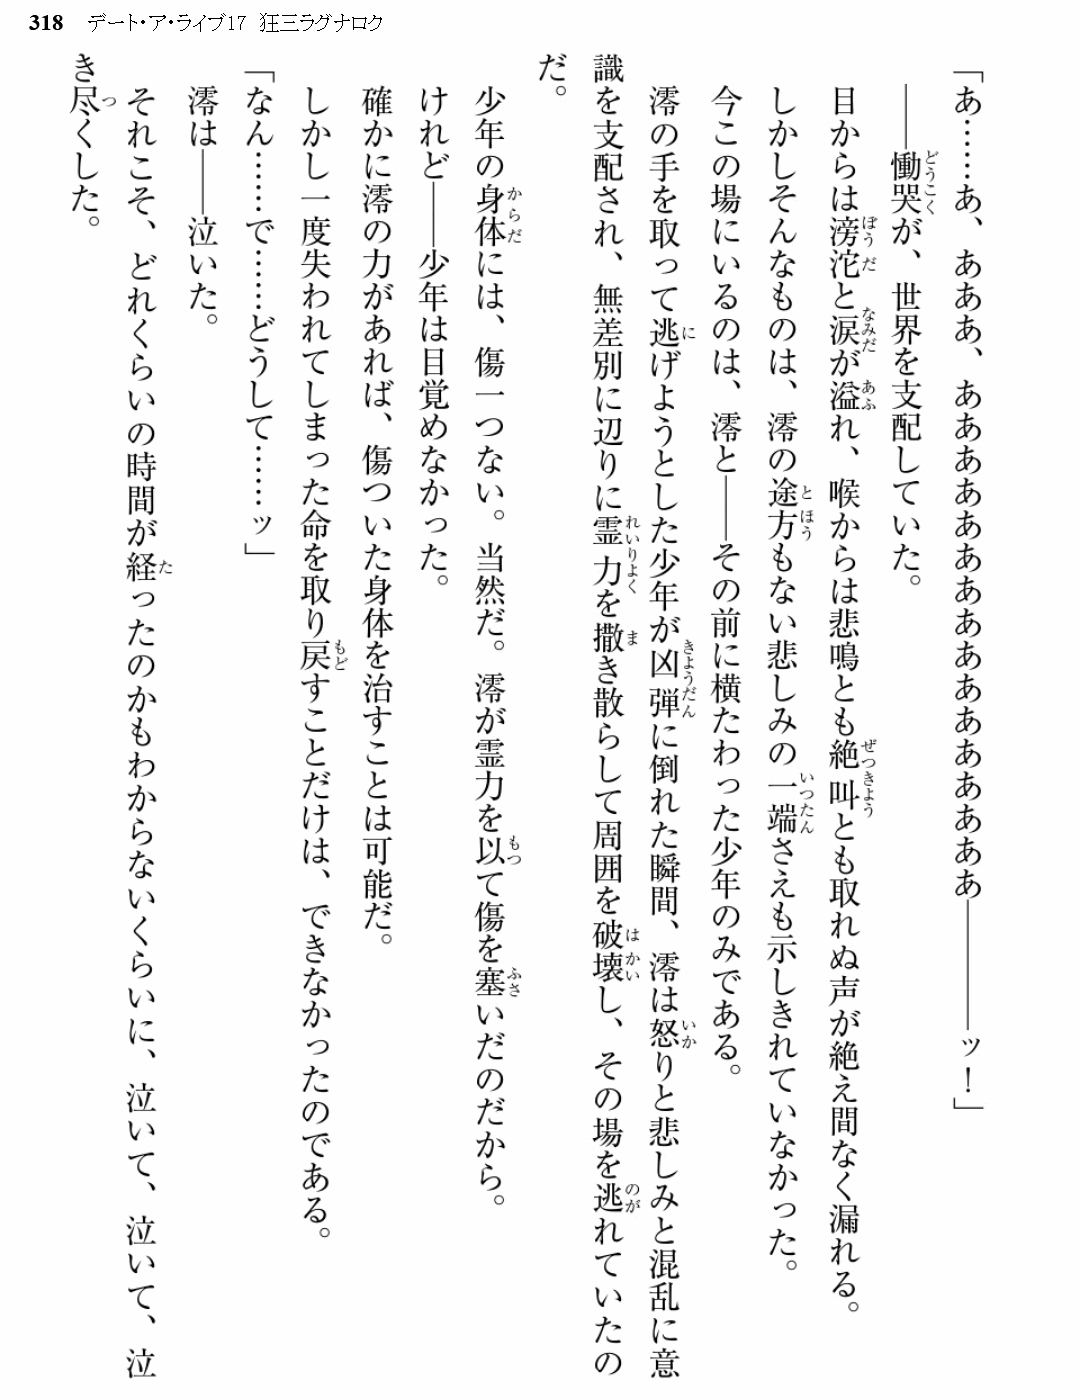 318 デート・ア・ライブ17 狂三ラグナロク
「あ……あ、あああ、ああああああああああああああああ――――ッ！」
――慟哭が、世界を支配していた。
目からは滂沱と涙が溢れ、喉からは悲鳴とも絶叫とも取れぬ声が絶え間なく漏れる。
しかしそんなものは、澪の途方もない悲しみの一端さえも示しきれていなかった。
今この場にいるのは、澪と――その前に横たわった少年のみである。
澪の手を取って逃げようとした少年が凶弾に倒れた瞬間、澪は怒りと悲しみと混乱に意
識を支配され、無差別に辺りに霊力を撒き散らして周囲を破壊し、その場を逃れていたの
だ。
少年の身体には、傷一つない。当然だ。澪が霊力を以て傷を塞いだのだから。
けれど――少年は目覚めなかった。
確かに澪の力があれば、傷ついた身体を治すことは可能だ。
しかし一度失われてしまった命を取り戻すことだけは、できなかったのである。
「なん……で……どうして……ッ」
澪は――泣いた。
それこそ、どれくらいの時間が経ったのかもわからないくらいに、泣いて、泣いて、泣
き尽くした。